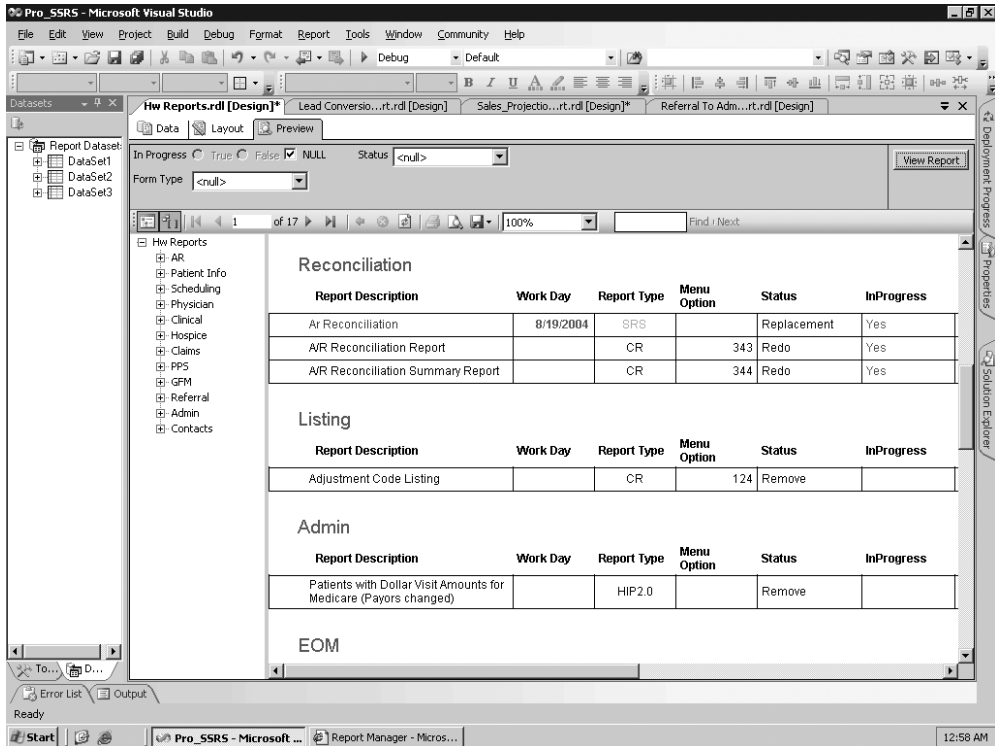 Pro_SSRS - Microsoft Visual Studio
File Edit View Project Build Debug Format Report Tools Window Community Help
Debug Default
B I U A
Datasets
Hw Reports.rdl [Design]* Lead Conversio...rt.rdl [Design] Sales_Projectio...rt.rdl [Design]* Referral To Adm...rt.rdl [Design]
Data Layout Preview
Report Dataset:
DataSet1
DataSet2
DataSet3
In Progress True False NULL Status <null> View Report
Form Type <null>
1 of 17 100% Find | Next
Hw Reports
AR
Patient Info
Scheduling
Physician
Clinical
Hospice
Claims
PPS
GFM
Referral
Admin
Contacts
Reconciliation
Report Description Work Day Report Type Menu Option Status InProgress
Ar Reconciliation 8/19/2004 SRS Replacement Yes
A/R Reconciliation Report CR 343 Redo Yes
A/R Reconciliation Summary Report CR 344 Redo Yes
Listing
Report Description Work Day Report Type Menu Option Status InProgress
Adjustment Code Listing CR 124 Remove
Admin
Report Description Work Day Report Type Menu Option Status InProgress
Patients with Dollar Visit Amounts for Medicare (Payors changed) HIP2.0 Remove
EOM
Deployment Progress
Properties
Solution Explorer
To... D...
Error List Output
Ready
Start Pro_SSRS - Microsoft ... Report Manager - Micros... 12:58 AM